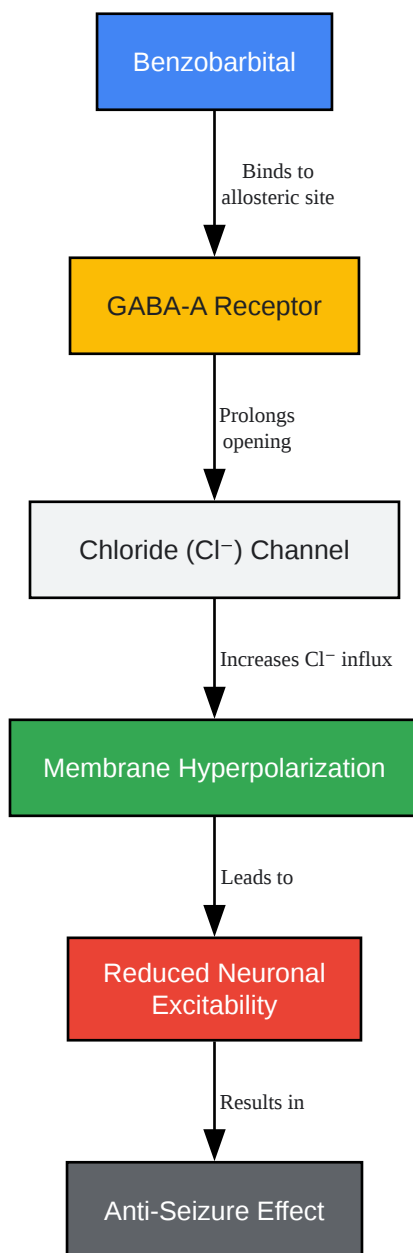 Benzobarbital
Binds to
allosteric site
GABA-A Receptor
Prolongs
opening
Chloride (Cl⁻) Channel
Increases Cl⁻ influx
Membrane Hyperpolarization
Leads to
Reduced Neuronal
Excitability
Results in
Anti-Seizure Effect